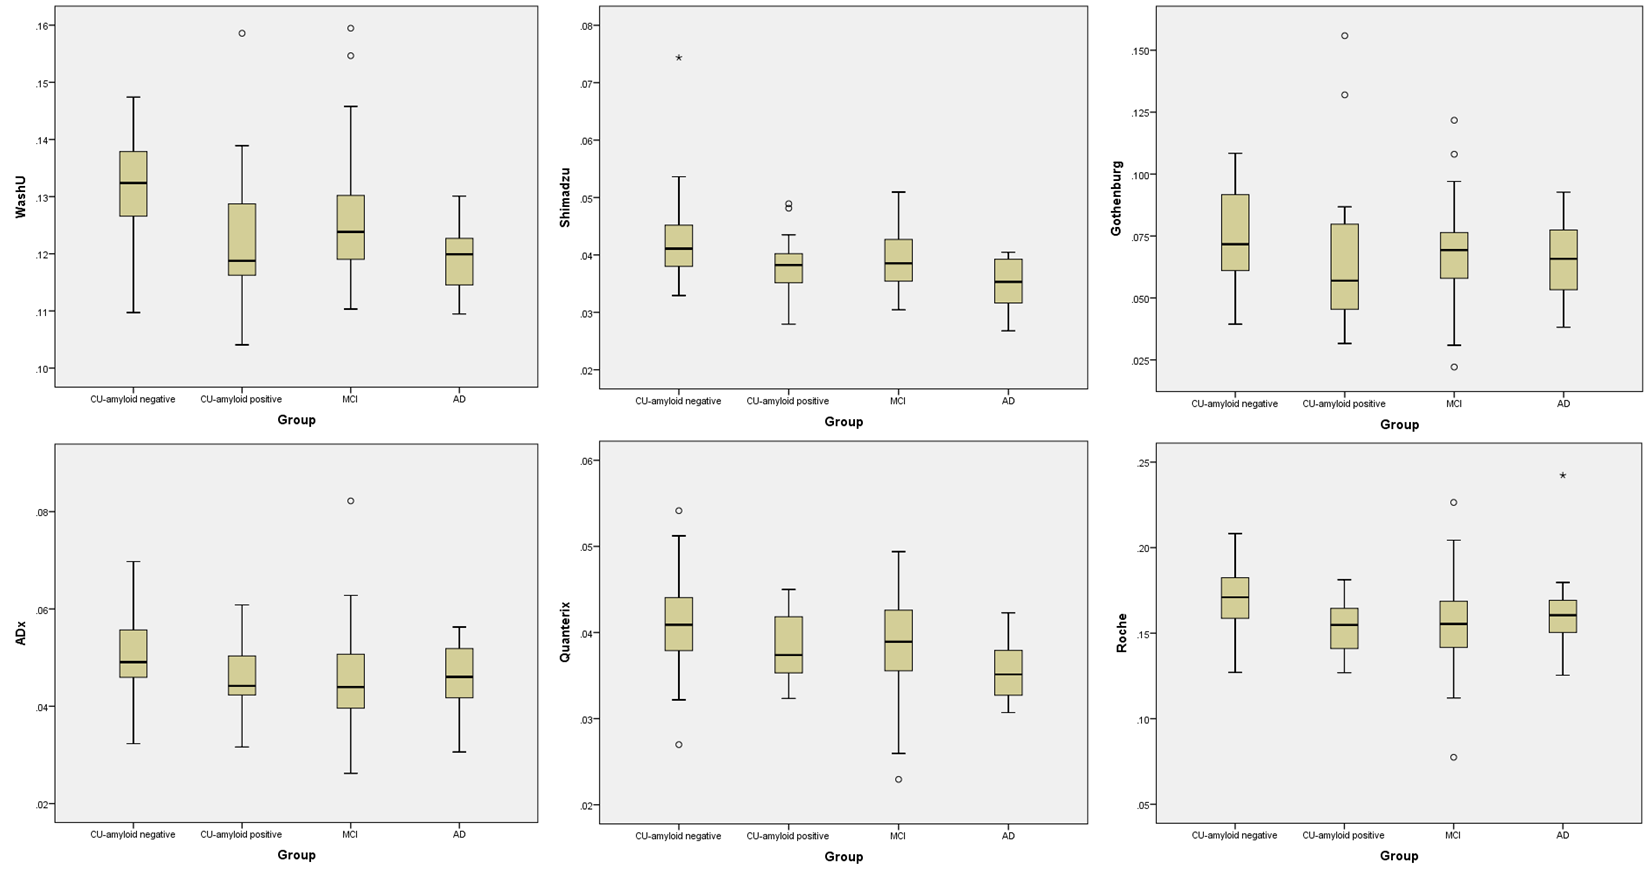 WashU
.16
.15
.14
.13
.12
.11
.10
CU-amyloid negative CU-amyloid positive MCI AD
Group
Shimadzu
.08
.07
.06
.05
.04
.03
.02
CU-amyloid negative CU-amyloid positive MCI AD
Group
Gothenburg
.150
.125
.100
.075
.050
.025
CU-amyloid negative CU-amyloid positive MCI AD
Group
ADx
.08
.06
.04
.02
CU-amyloid negative CU-amyloid positive MCI AD
Group
Quanterix
.06
.05
.04
.03
.02
CU-amyloid negative CU-amyloid positive MCI AD
Group
Roche
.25
.20
.15
.10
.05
CU-amyloid negative CU-amyloid positive MCI AD
Group